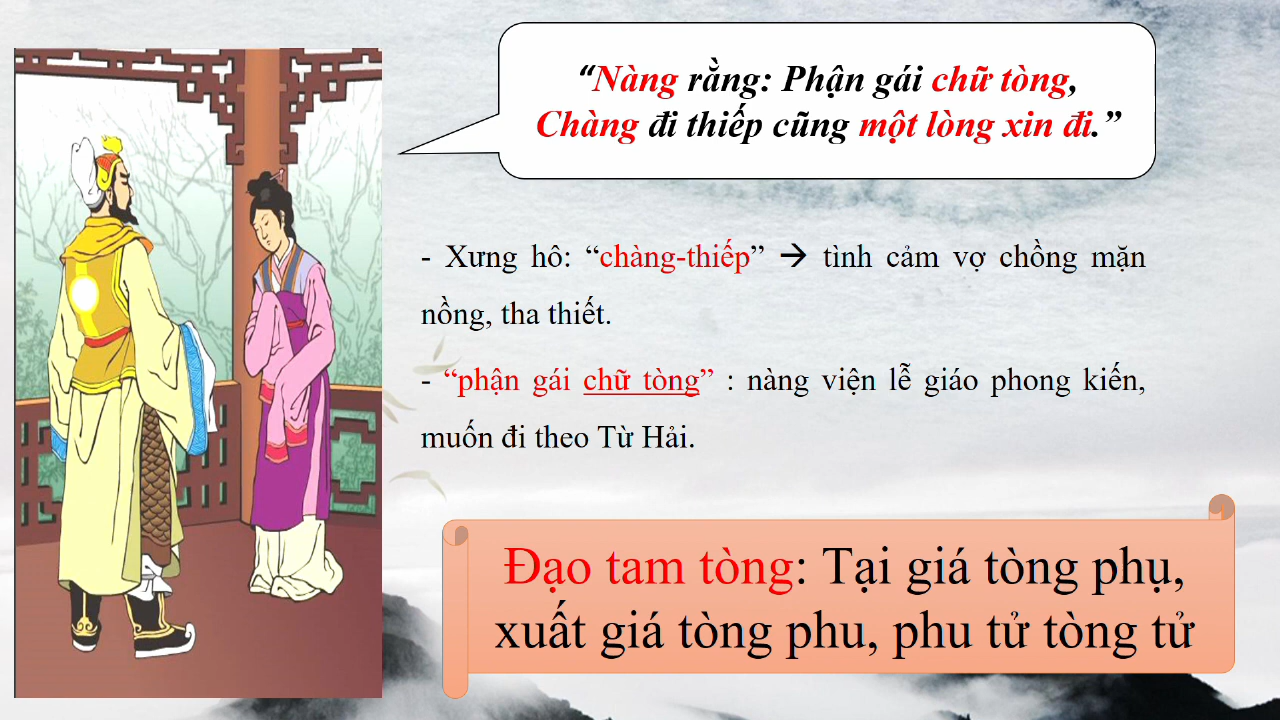 “Nàng rằng: Phận gái chữ tòng,
Chàng đi thiếp cũng một lòng xin đi.”
- Xưng hô: “chàng-thiếp” → tình cảm vợ chồng mặn
nồng, tha thiết.
- “phận gái chữ tòng” : nàng viện lễ giáo phong kiến,
muốn đi theo Từ Hải.
Đạo tam tòng: Tại giá tòng phụ,
xuất giá tòng phu, phu tử tòng tử